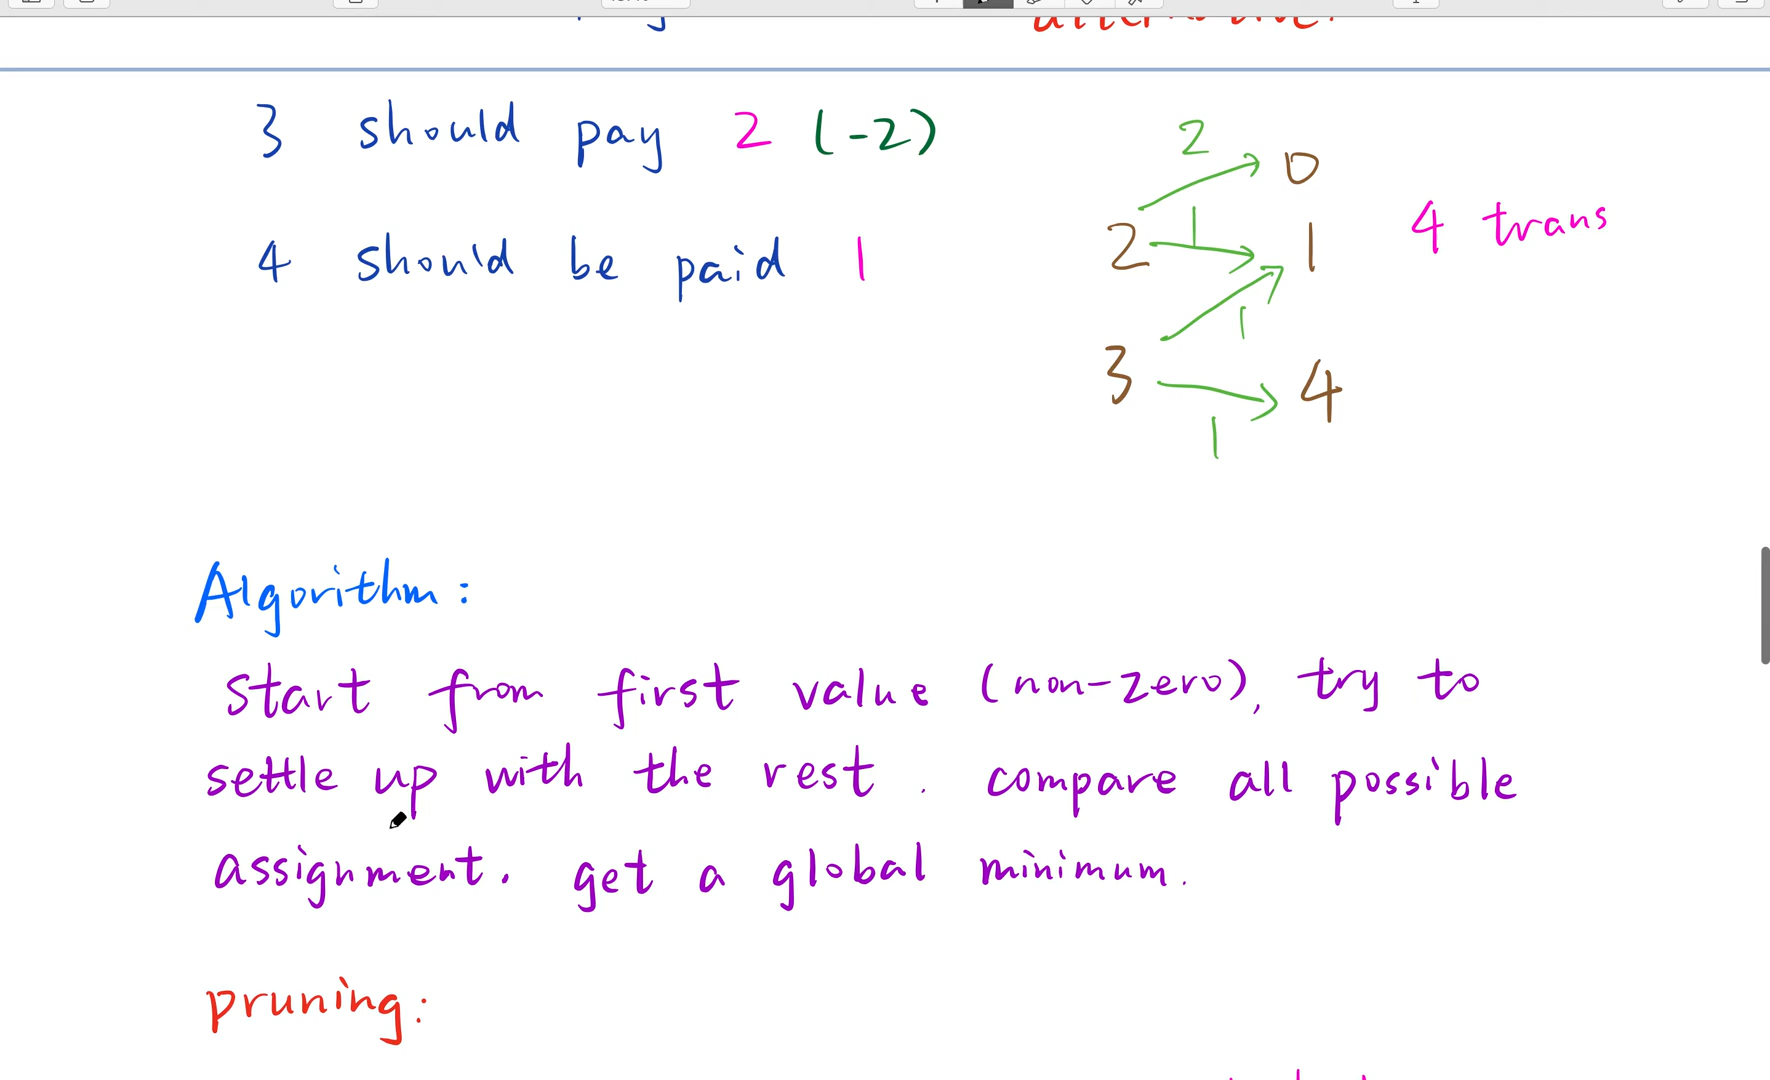 alternative.
3 should pay 2 (-2)
4 should be paid 1
2
0
2 1 1
4 trans
1
3 4
1
Algorithm:
start from first value (non-zero), try to
settle up with the rest. compare all possible
assignment. get a global minimum.
pruning: